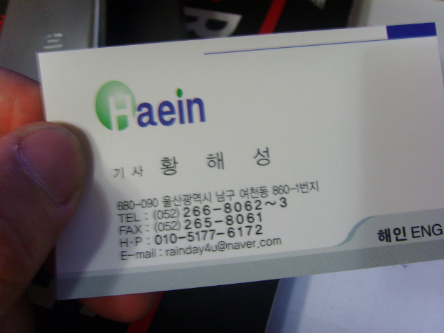 Haein
기사 황해성
680-090 울산광역시 남구 여천동 860-1번지
TEL : (052) 266-8062~3
FAX : (052) 265-8061
H·P : 010-5177-6172
E-mail : rainday4u@naver.com
해인 ENG